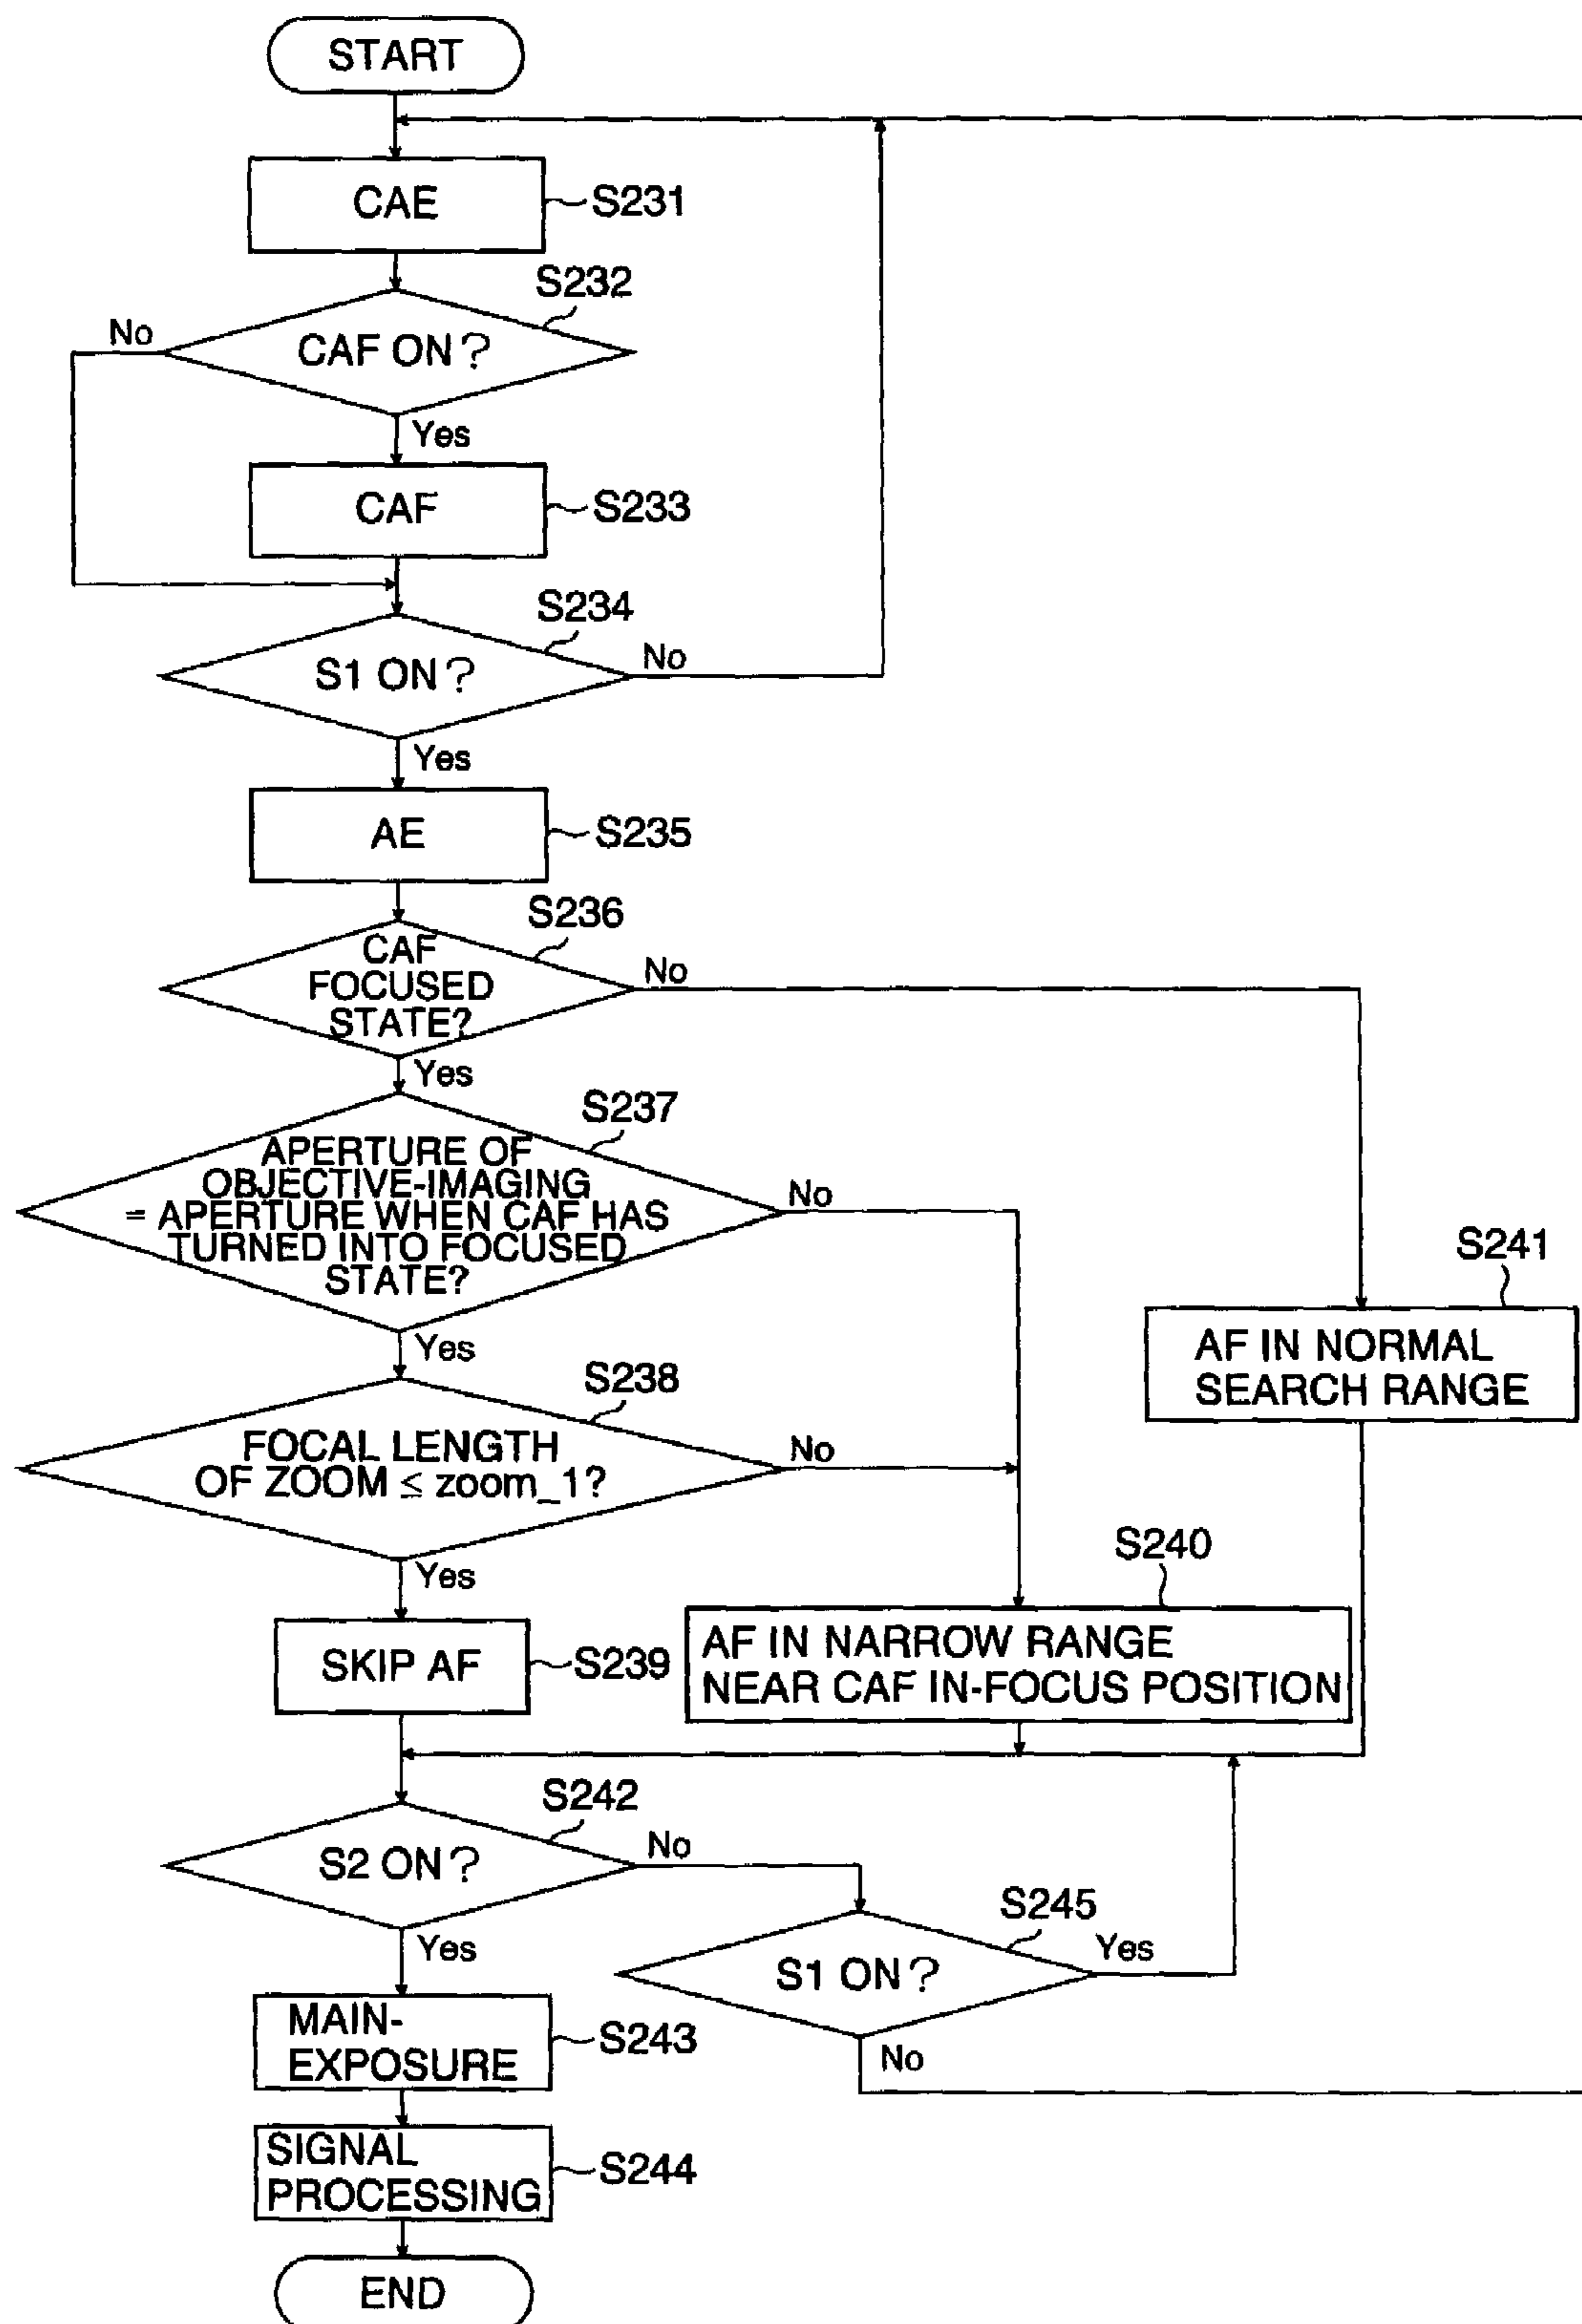 START
CAE
S231
S232
No
CAF ON?
Yes
CAF
S233
S234
S1 ON?
No
Yes
AE
S235
S236
CAF
FOCUSED
STATE?
No
Yes
S237
APERTURE OF
OBJECTIVE-IMAGING
= APERTURE WHEN CAF HAS
TURNED INTO FOCUSED
STATE?
No
S241
AF IN NORMAL
SEARCH RANGE
Yes
S238
FOCAL LENGTH
OF ZOOM ≤ zoom_1?
No
Yes
S240
SKIP AF
S239
AF IN NARROW RANGE
NEAR CAF IN-FOCUS POSITION
S242
S2 ON?
No
S245
S1 ON?
Yes
Yes
No
MAIN-
EXPOSURE
S243
SIGNAL
PROCESSING
S244
END